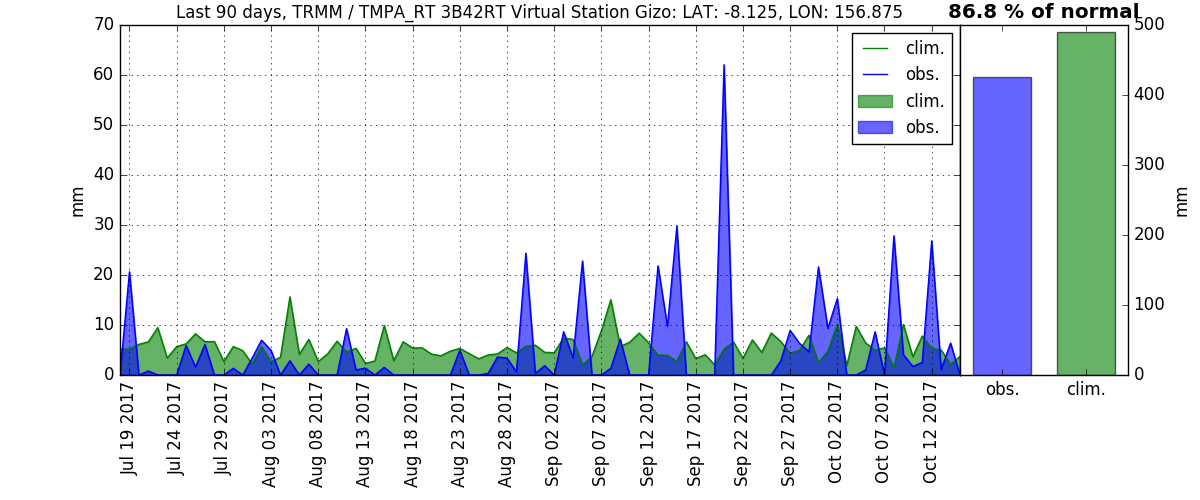 Last 90 days, TRMM / TMPA_RT 3B42RT Virtual Station Gizo: LAT: -8.125, LON: 156.875
86.8 % of normal
70
60
50
40
30
20
10
0
mm
clim.
obs.
clim.
obs.
500
400
300
200
100
0
mm
obs.
clim.
Jul 19 2017
Jul 24 2017
Jul 29 2017
Aug 03 2017
Aug 08 2017
Aug 13 2017
Aug 18 2017
Aug 23 2017
Aug 28 2017
Sep 02 2017
Sep 07 2017
Sep 12 2017
Sep 17 2017
Sep 22 2017
Sep 27 2017
Oct 02 2017
Oct 07 2017
Oct 12 2017